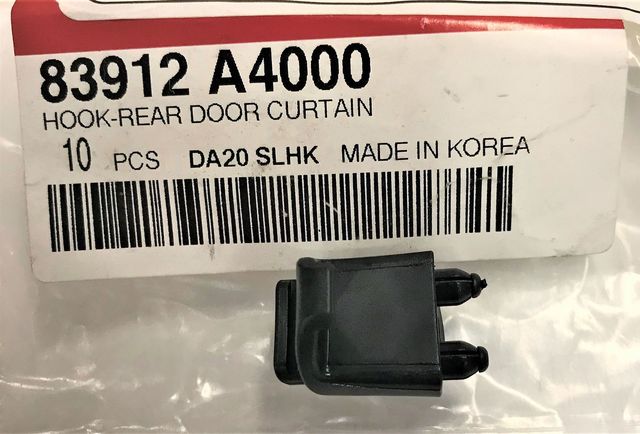 83912 A4000
HOOK-REAR DOOR CURTAIN
10 PCS DA20 SLHK MADE IN KOREA